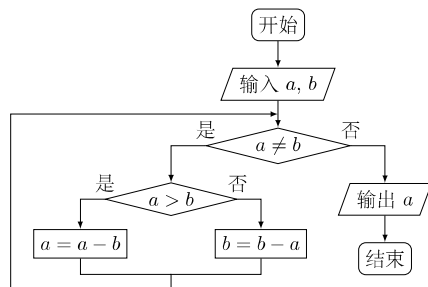 开始
输入 a, b
是
否
a ≠ b
是
否
a > b
输出 a
a = a − b
b = b − a
结束